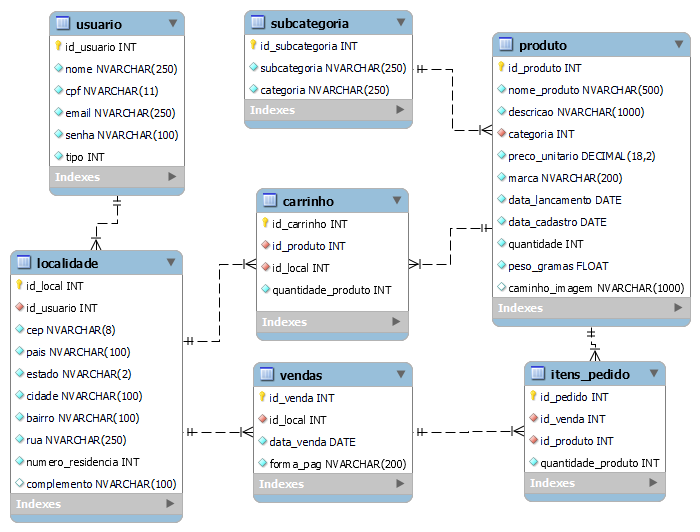 usuario
id_usuario INT
nome NVARCHAR(250)
cpf NVARCHAR(11)
email NVARCHAR(250)
senha NVARCHAR(100)
tipo INT
Indexes
subcategoria
id_subcategoria INT
subcategoria NVARCHAR(250)
categoria NVARCHAR(250)
Indexes
produto
id_produto INT
nome_produto NVARCHAR(500)
descricao NVARCHAR(1000)
categoria INT
preco_unitario DECIMAL(18,2)
marca NVARCHAR(200)
data_lancamento DATE
data_cadastro DATE
quantidade INT
peso_gramas FLOAT
caminho_imagem NVARCHAR(1000)
Indexes
carrinho
id_carrinho INT
id_produto INT
id_local INT
quantidade_produto INT
Indexes
localidade
id_local INT
id_usuario INT
cep NVARCHAR(8)
pais NVARCHAR(100)
estado NVARCHAR(2)
cidade NVARCHAR(100)
bairro NVARCHAR(100)
rua NVARCHAR(250)
numero_residencia INT
complemento NVARCHAR(100)
Indexes
vendas
id_venda INT
id_local INT
data_venda DATE
forma_pag NVARCHAR(200)
Indexes
itens_pedido
id_pedido INT
id_venda INT
id_produto INT
quantidade_produto INT
Indexes